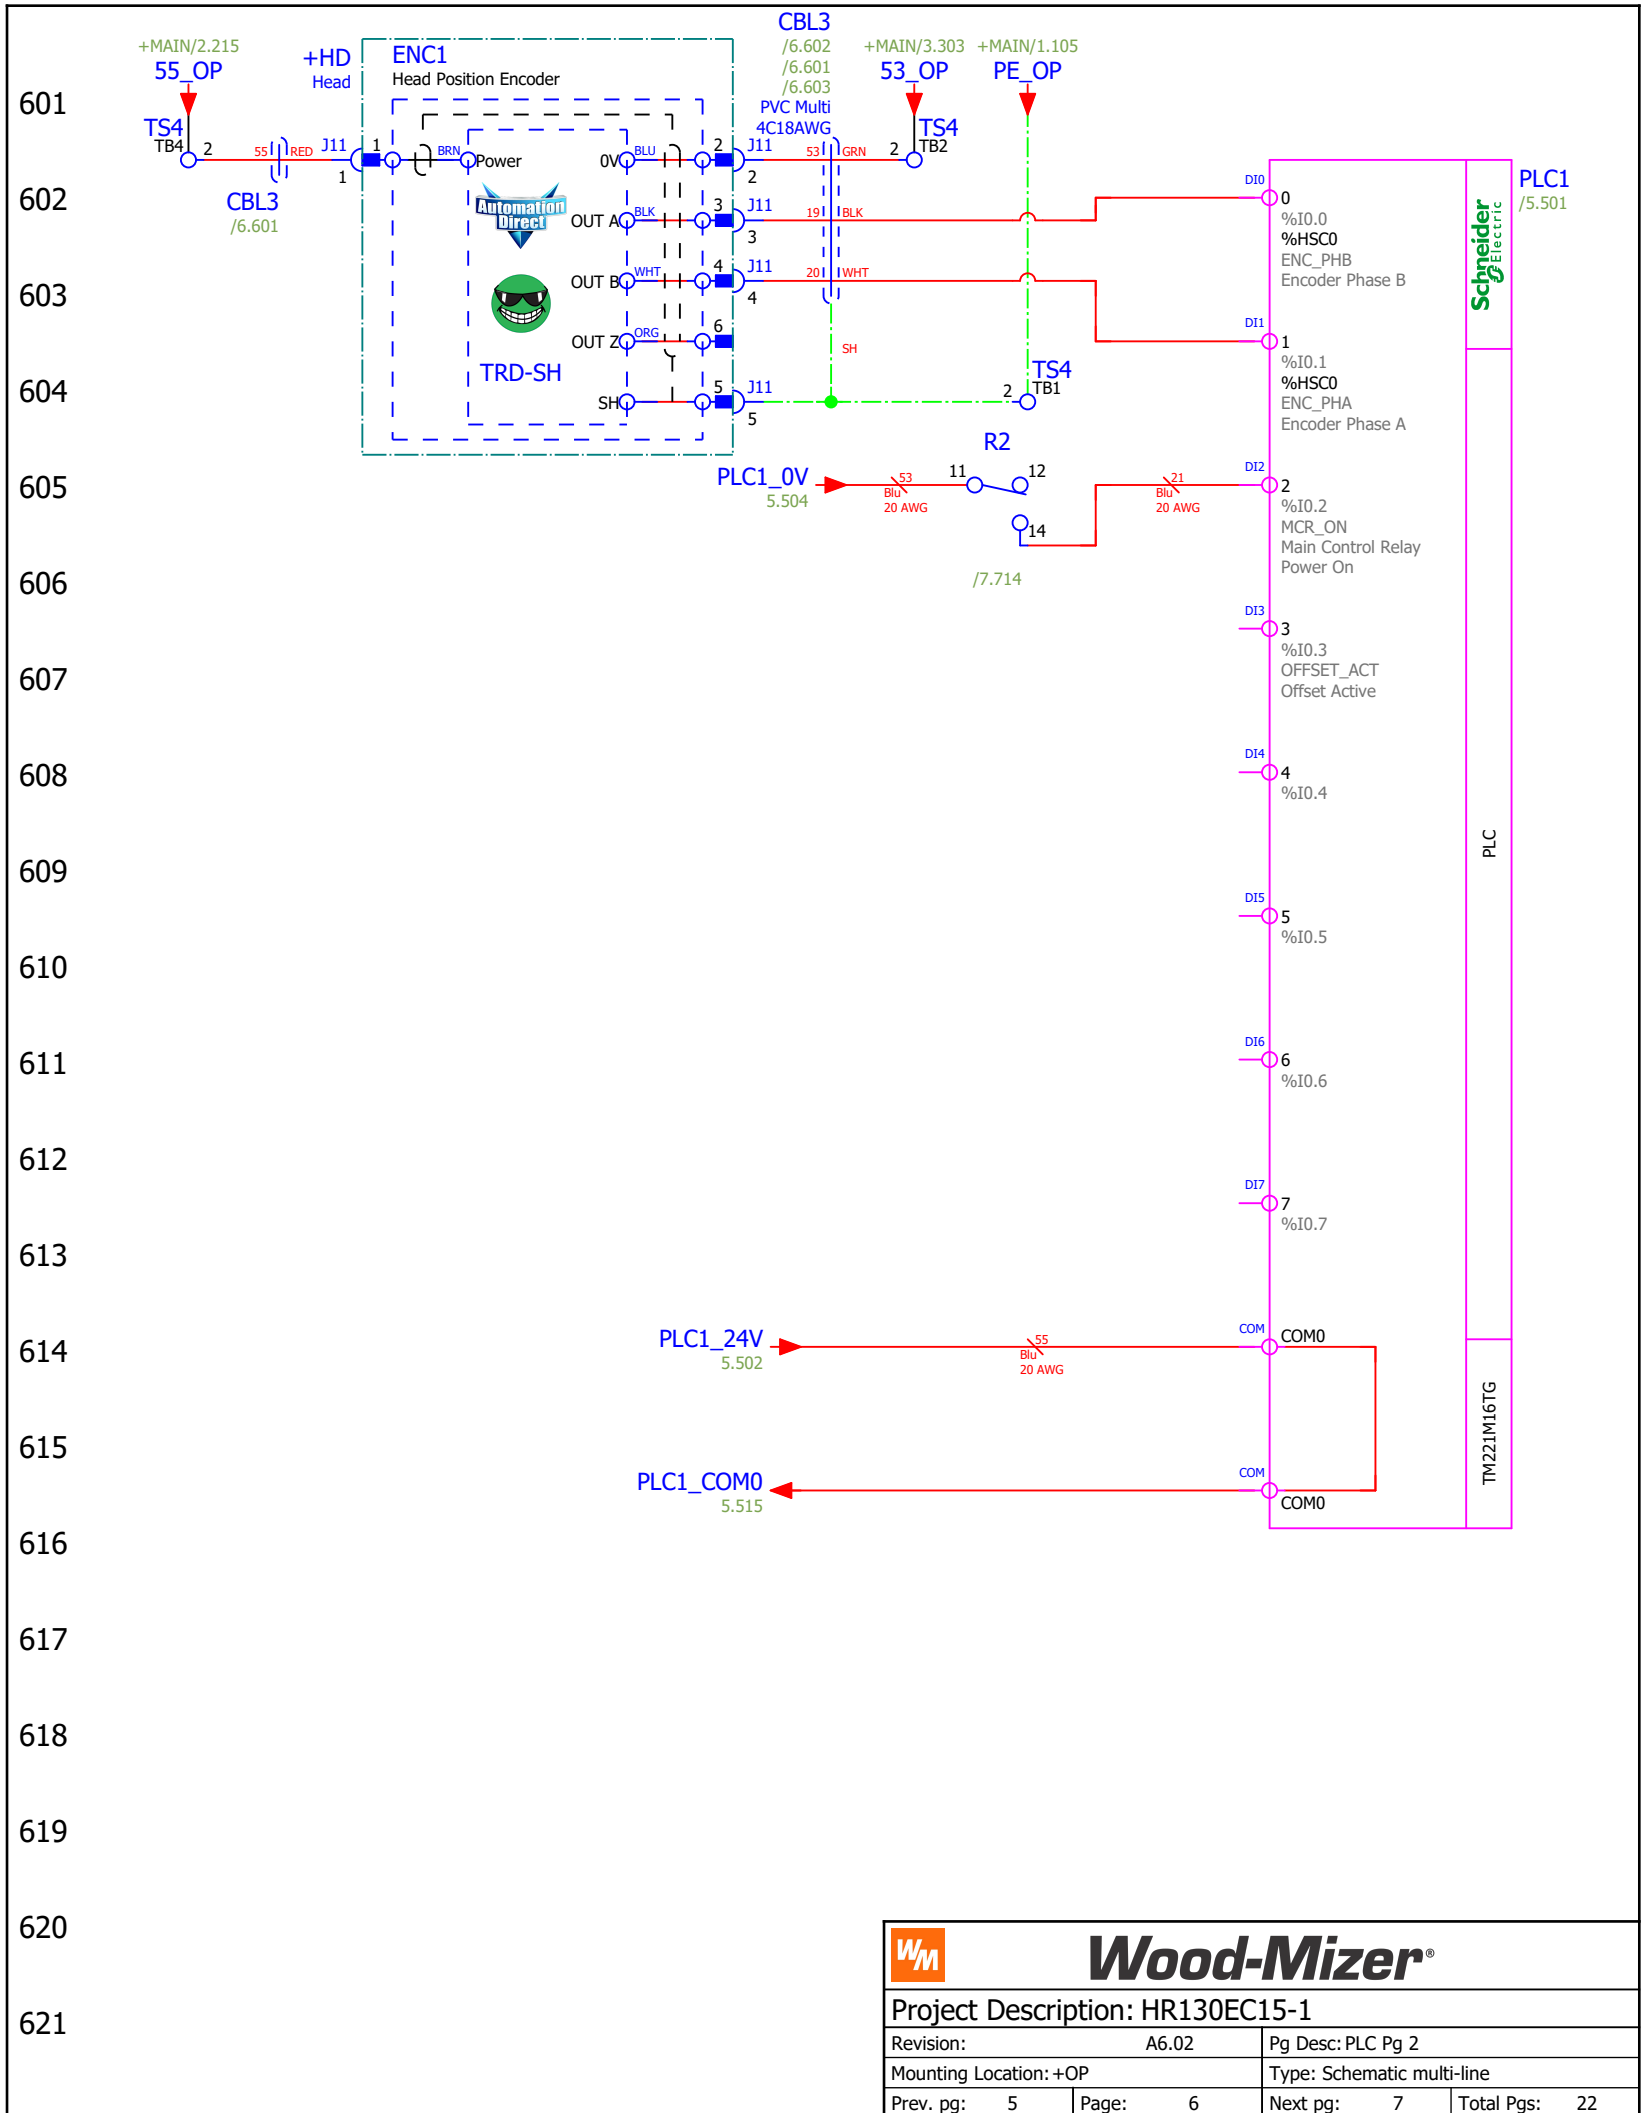 601
602
603
604
605
606
607
608
609
610
611
612
613
614
615
616
617
618
619
620
621
+MAIN/2.215
55_OP
TS4
TB4
2
55
RED
J11
1
CBL3
/6.601
+HD
Head
ENC1
Head Position Encoder
1
BRN
Power
Automation
Direct
TRD-SH
0V
BLU
2
J11
2
OUT A
BLK
3
J11
3
OUT B
WHT
4
J11
4
OUT Z
ORG
6
SH
5
J11
5
CBL3
/6.602
/6.601
/6.603
PVC Multi
4C18AWG
53
GRN
19
BLK
20
WHT
SH
+MAIN/3.303
53_OP
TS4
2
TB2
+MAIN/1.105
PE_OP
TS4
2
TB1
R2
11
12
14
/7.714
PLC1_0V
5.504
53
Blu
20 AWG
21
Blu
20 AWG
PLC1
/5.501
Schneider
Electric
PLC
TM221M16TG
DI0
0
%I0.0
%HSC0
ENC_PHB
Encoder Phase B
DI1
1
%I0.1
%HSC0
ENC_PHA
Encoder Phase A
DI2
2
%I0.2
MCR_ON
Main Control Relay
Power On
DI3
3
%I0.3
OFFSET_ACT
Offset Active
DI4
4
%I0.4
DI5
5
%I0.5
DI6
6
%I0.6
DI7
7
%I0.7
PLC1_24V
5.502
55
Blu
20 AWG
COM
COM0
PLC1_COM0
5.515
COM
COM0
WM
Wood-Mizer®
Project Description: HR130EC15-1
Revision: A6.02 Pg Desc: PLC Pg 2
Mounting Location: +OP Type: Schematic multi-line
Prev. pg: 5 Page: 6 Next pg: 7 Total Pgs: 22